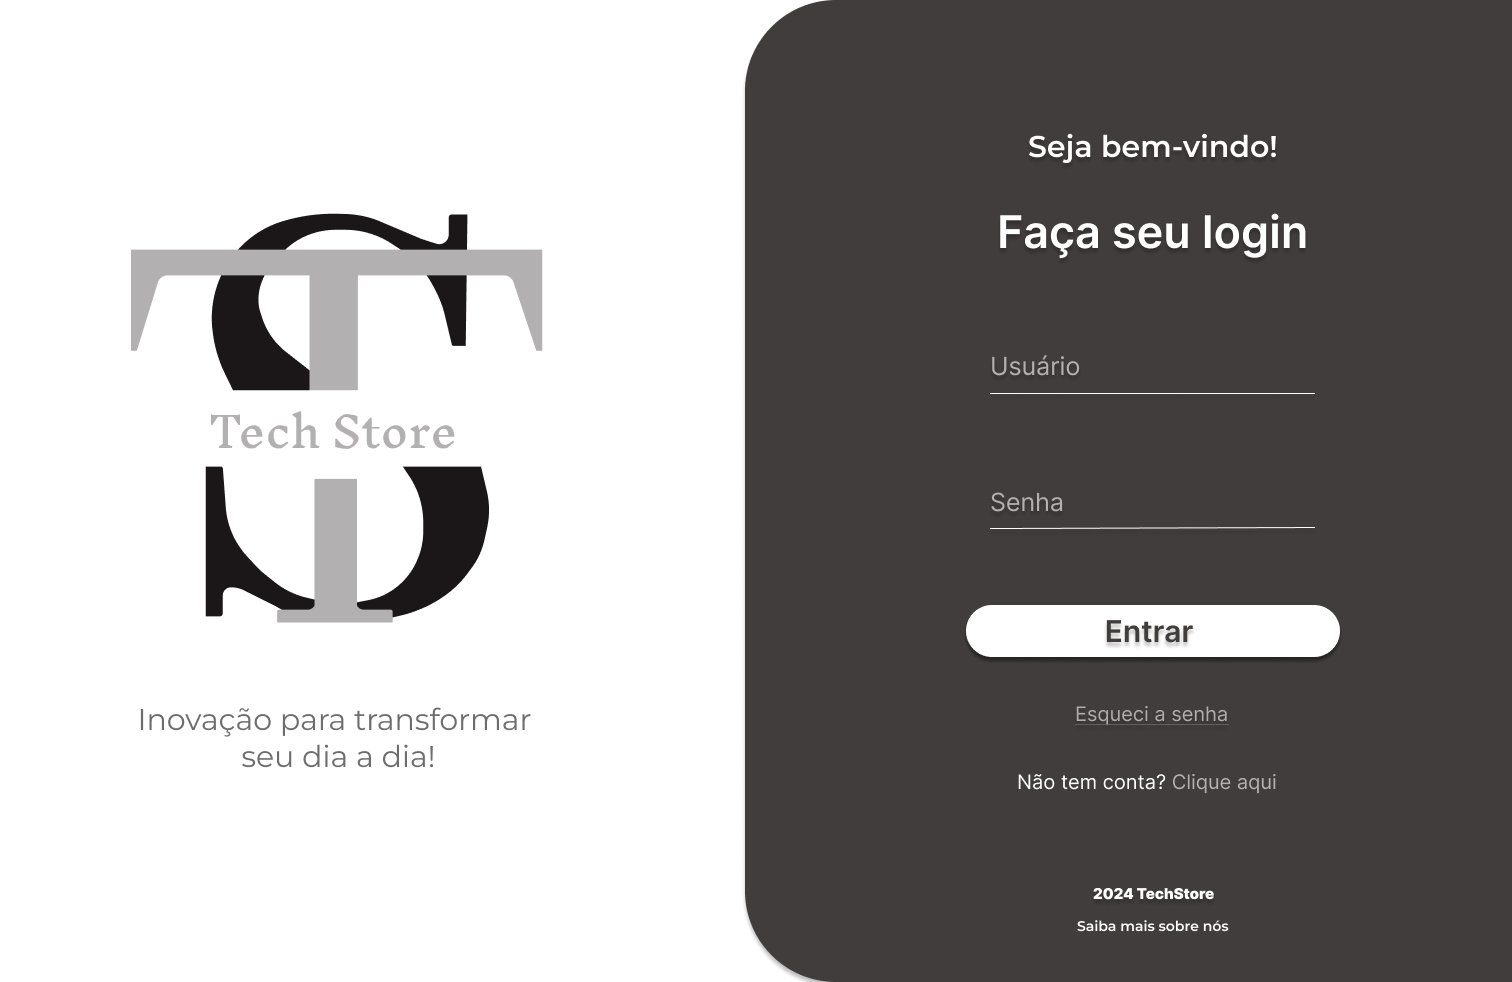 TS
Tech Store
Inovação para transformar
seu dia a dia!
Seja bem-vindo!
Faça seu login
Usuário
Senha
Entrar
Esqueci a senha
Não tem conta? Clique aqui
2024 TechStore
Saiba mais sobre nós